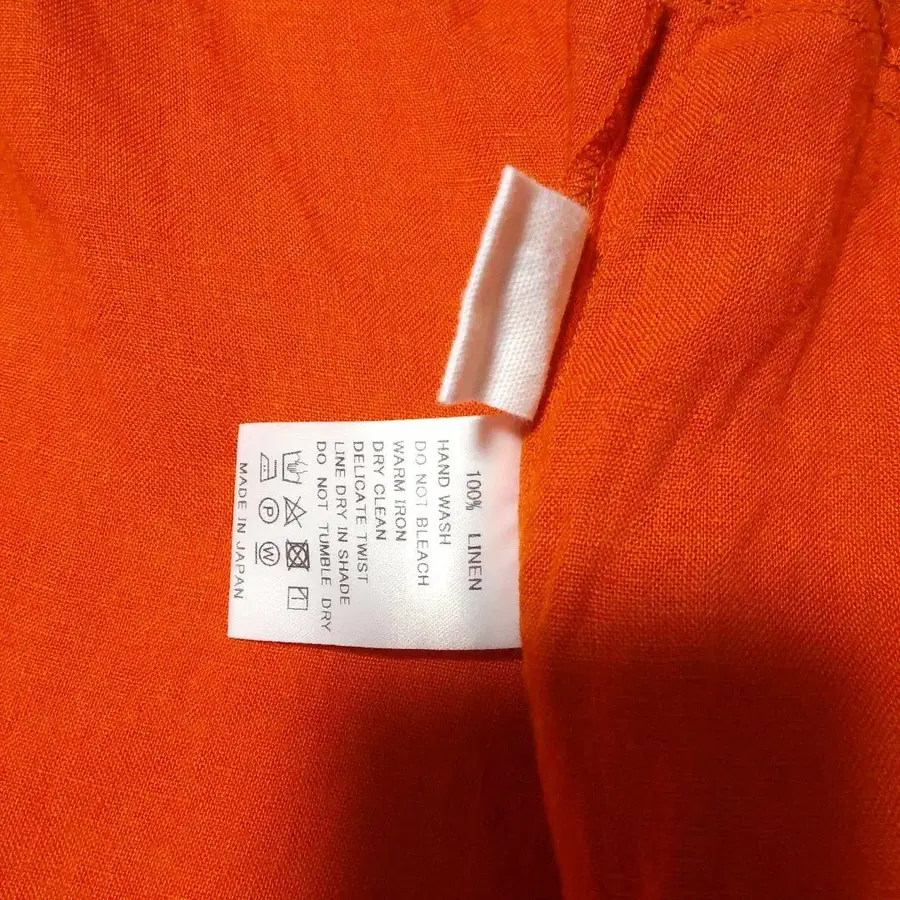 100% LINEN
HAND WASH
DO NOT BLEACH
WARM IRON
DRY CLEAN
DELICATE TWIST
LINE DRY IN SHADE
DO NOT TUMBLE DRY
P
W
MADE IN JAPAN